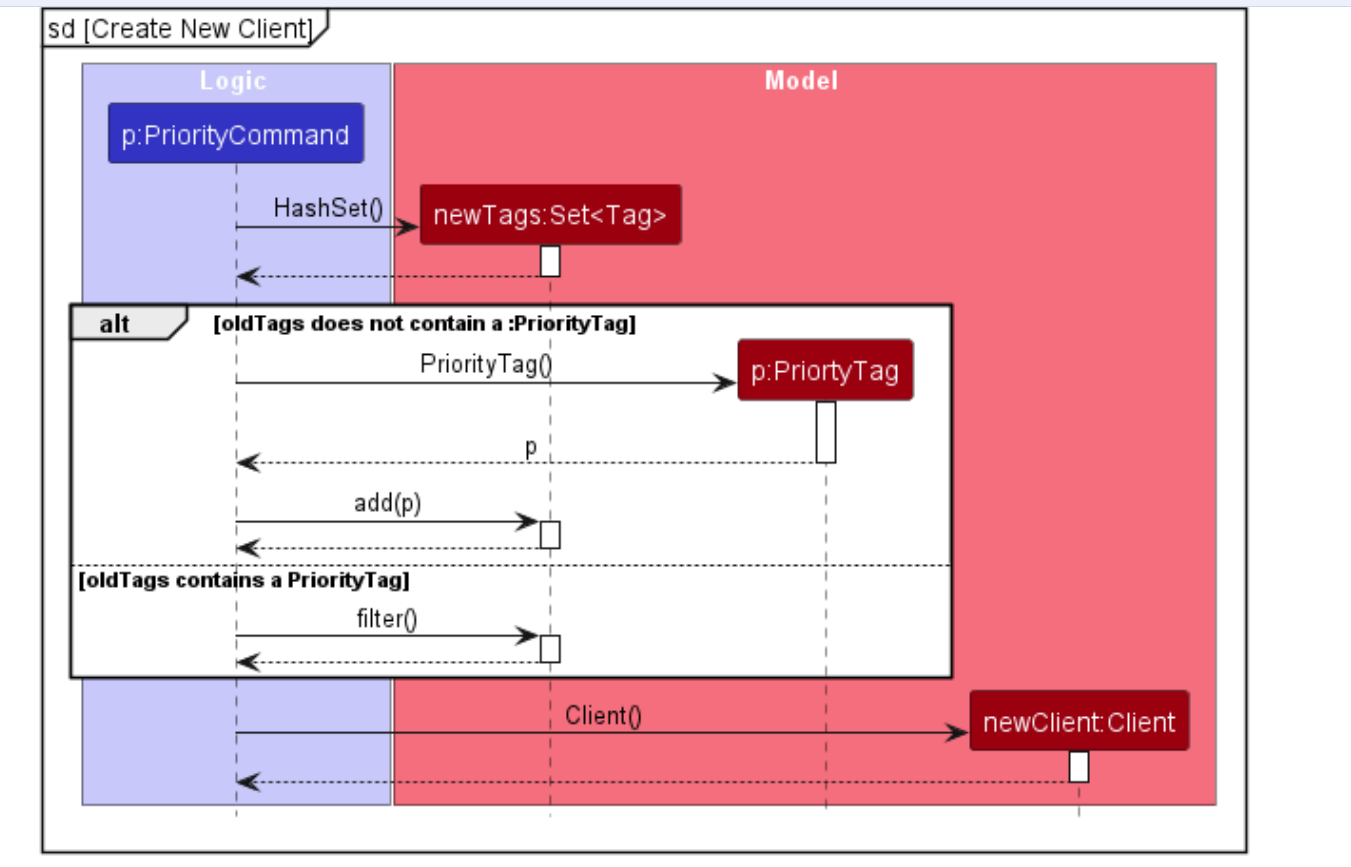 sd [Create New Client]
Logic
Model
p:PriorityCommand
HashSet()
newTags:Set<Tag>
alt
[oldTags does not contain a :PriorityTag]
PriorityTag()
p:PriortyTag
p
add(p)
[oldTags contains a PriorityTag]
filter()
Client()
newClient:Client